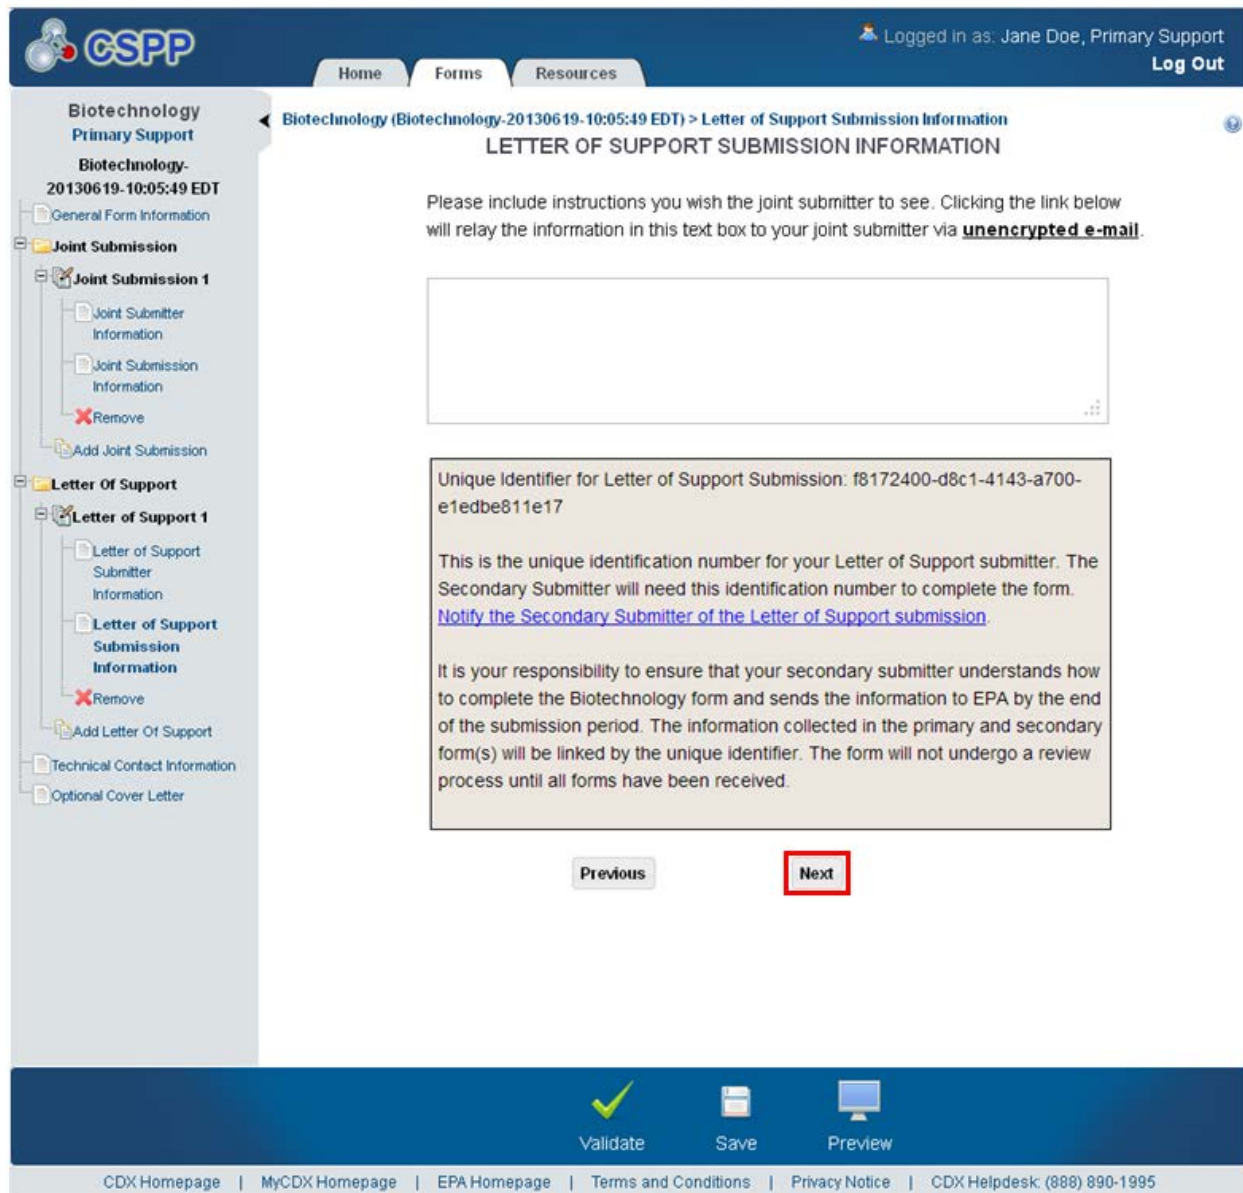 CSPP
Logged in as: Jane Doe, Primary Support
Log Out
Home
Forms
Resources
Biotechnology
Primary Support
Biotechnology-
20130619-10:05:49 EDT
General Form Information
Joint Submission
Joint Submission 1
Joint Submitter
Information
Joint Submission
Information
Remove
Add Joint Submission
Letter Of Support
Letter of Support 1
Letter of Support
Submitter
Information
Letter of Support
Submission
Information
Remove
Add Letter Of Support
Technical Contact Information
Optional Cover Letter
Biotechnology (Biotechnology-20130619-10:05:49 EDT) > Letter of Support Submission Information
LETTER OF SUPPORT SUBMISSION INFORMATION
Please include instructions you wish the joint submitter to see. Clicking the link below
will relay the information in this text box to your joint submitter via unencrypted e-mail.
Unique Identifier for Letter of Support Submission: f8172400-d8c1-4143-a700-
e1edbe811e17
This is the unique identification number for your Letter of Support submitter. The
Secondary Submitter will need this identification number to complete the form.
Notify the Secondary Submitter of the Letter of Support submission.
It is your responsibility to ensure that your secondary submitter understands how
to complete the Biotechnology form and sends the information to EPA by the end
of the submission period. The information collected in the primary and secondary
form(s) will be linked by the unique identifier. The form will not undergo a review
process until all forms have been received.
Previous
Next
Validate
Save
Preview
CDX Homepage | MyCDX Homepage | EPA Homepage | Terms and Conditions | Privacy Notice | CDX Helpdesk: (888) 890-1995